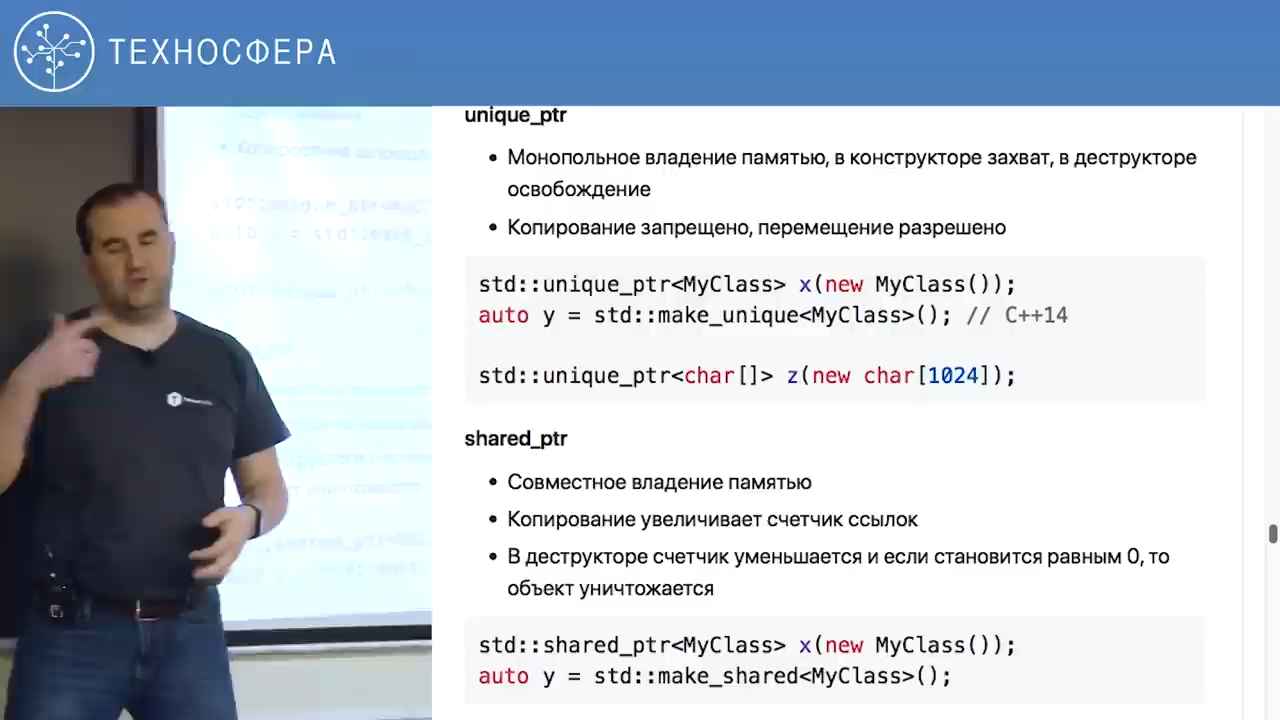 ТЕХНОСФЕРА
unique_ptr
• Монопольное владение памятью, в конструкторе захват, в деструкторе
освобождение
• Копирование запрещено, перемещение разрешено
std::unique_ptr<MyClass> x(new MyClass());
auto y = std::make_unique<MyClass>(); // C++14
std::unique_ptr<char[]> z(new char[1024]);
shared_ptr
• Совместное владение памятью
• Копирование увеличивает счетчик ссылок
• В деструкторе счетчик уменьшается и если становится равным 0, то
объект уничтожается
std::shared_ptr<MyClass> x(new MyClass());
auto y = std::make_shared<MyClass>();